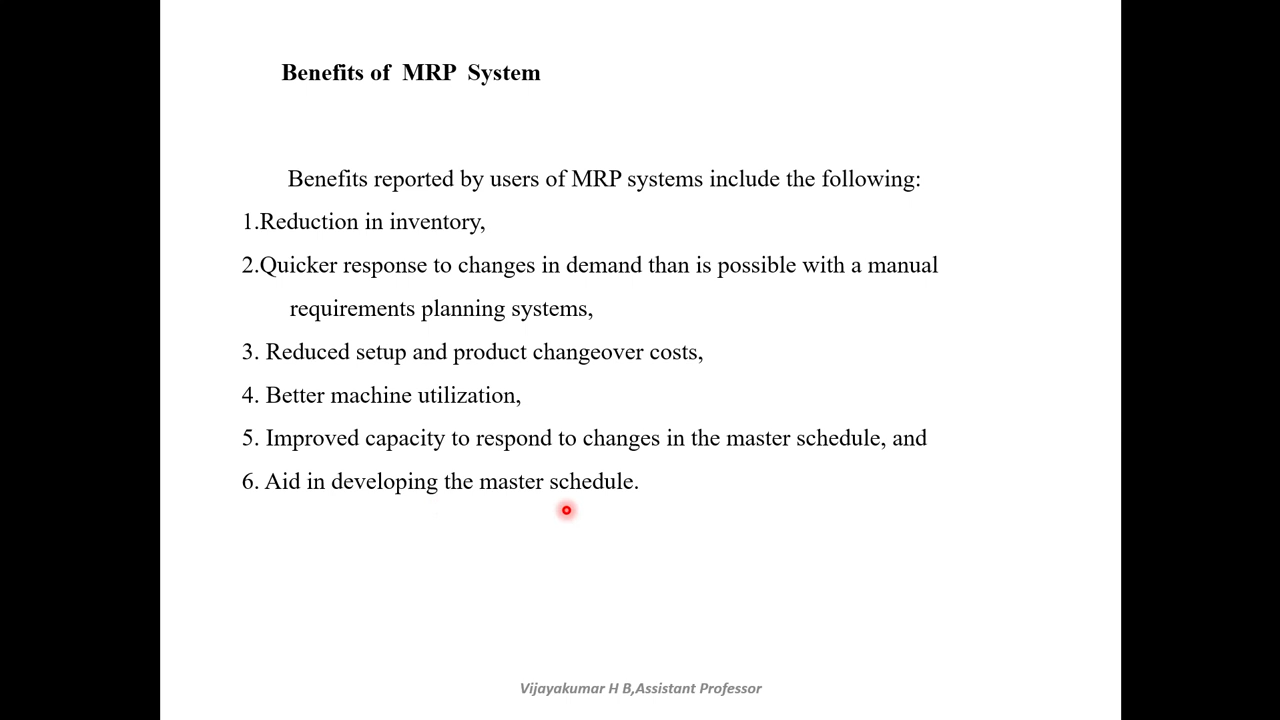 Benefits of MRP System
Benefits reported by users of MRP systems include the following:
1.Reduction in inventory,
2.Quicker response to changes in demand than is possible with a manual
requirements planning systems,
3. Reduced setup and product changeover costs,
4. Better machine utilization,
5. Improved capacity to respond to changes in the master schedule, and
6. Aid in developing the master schedule.
Vijayakumar H B,Assistant Professor